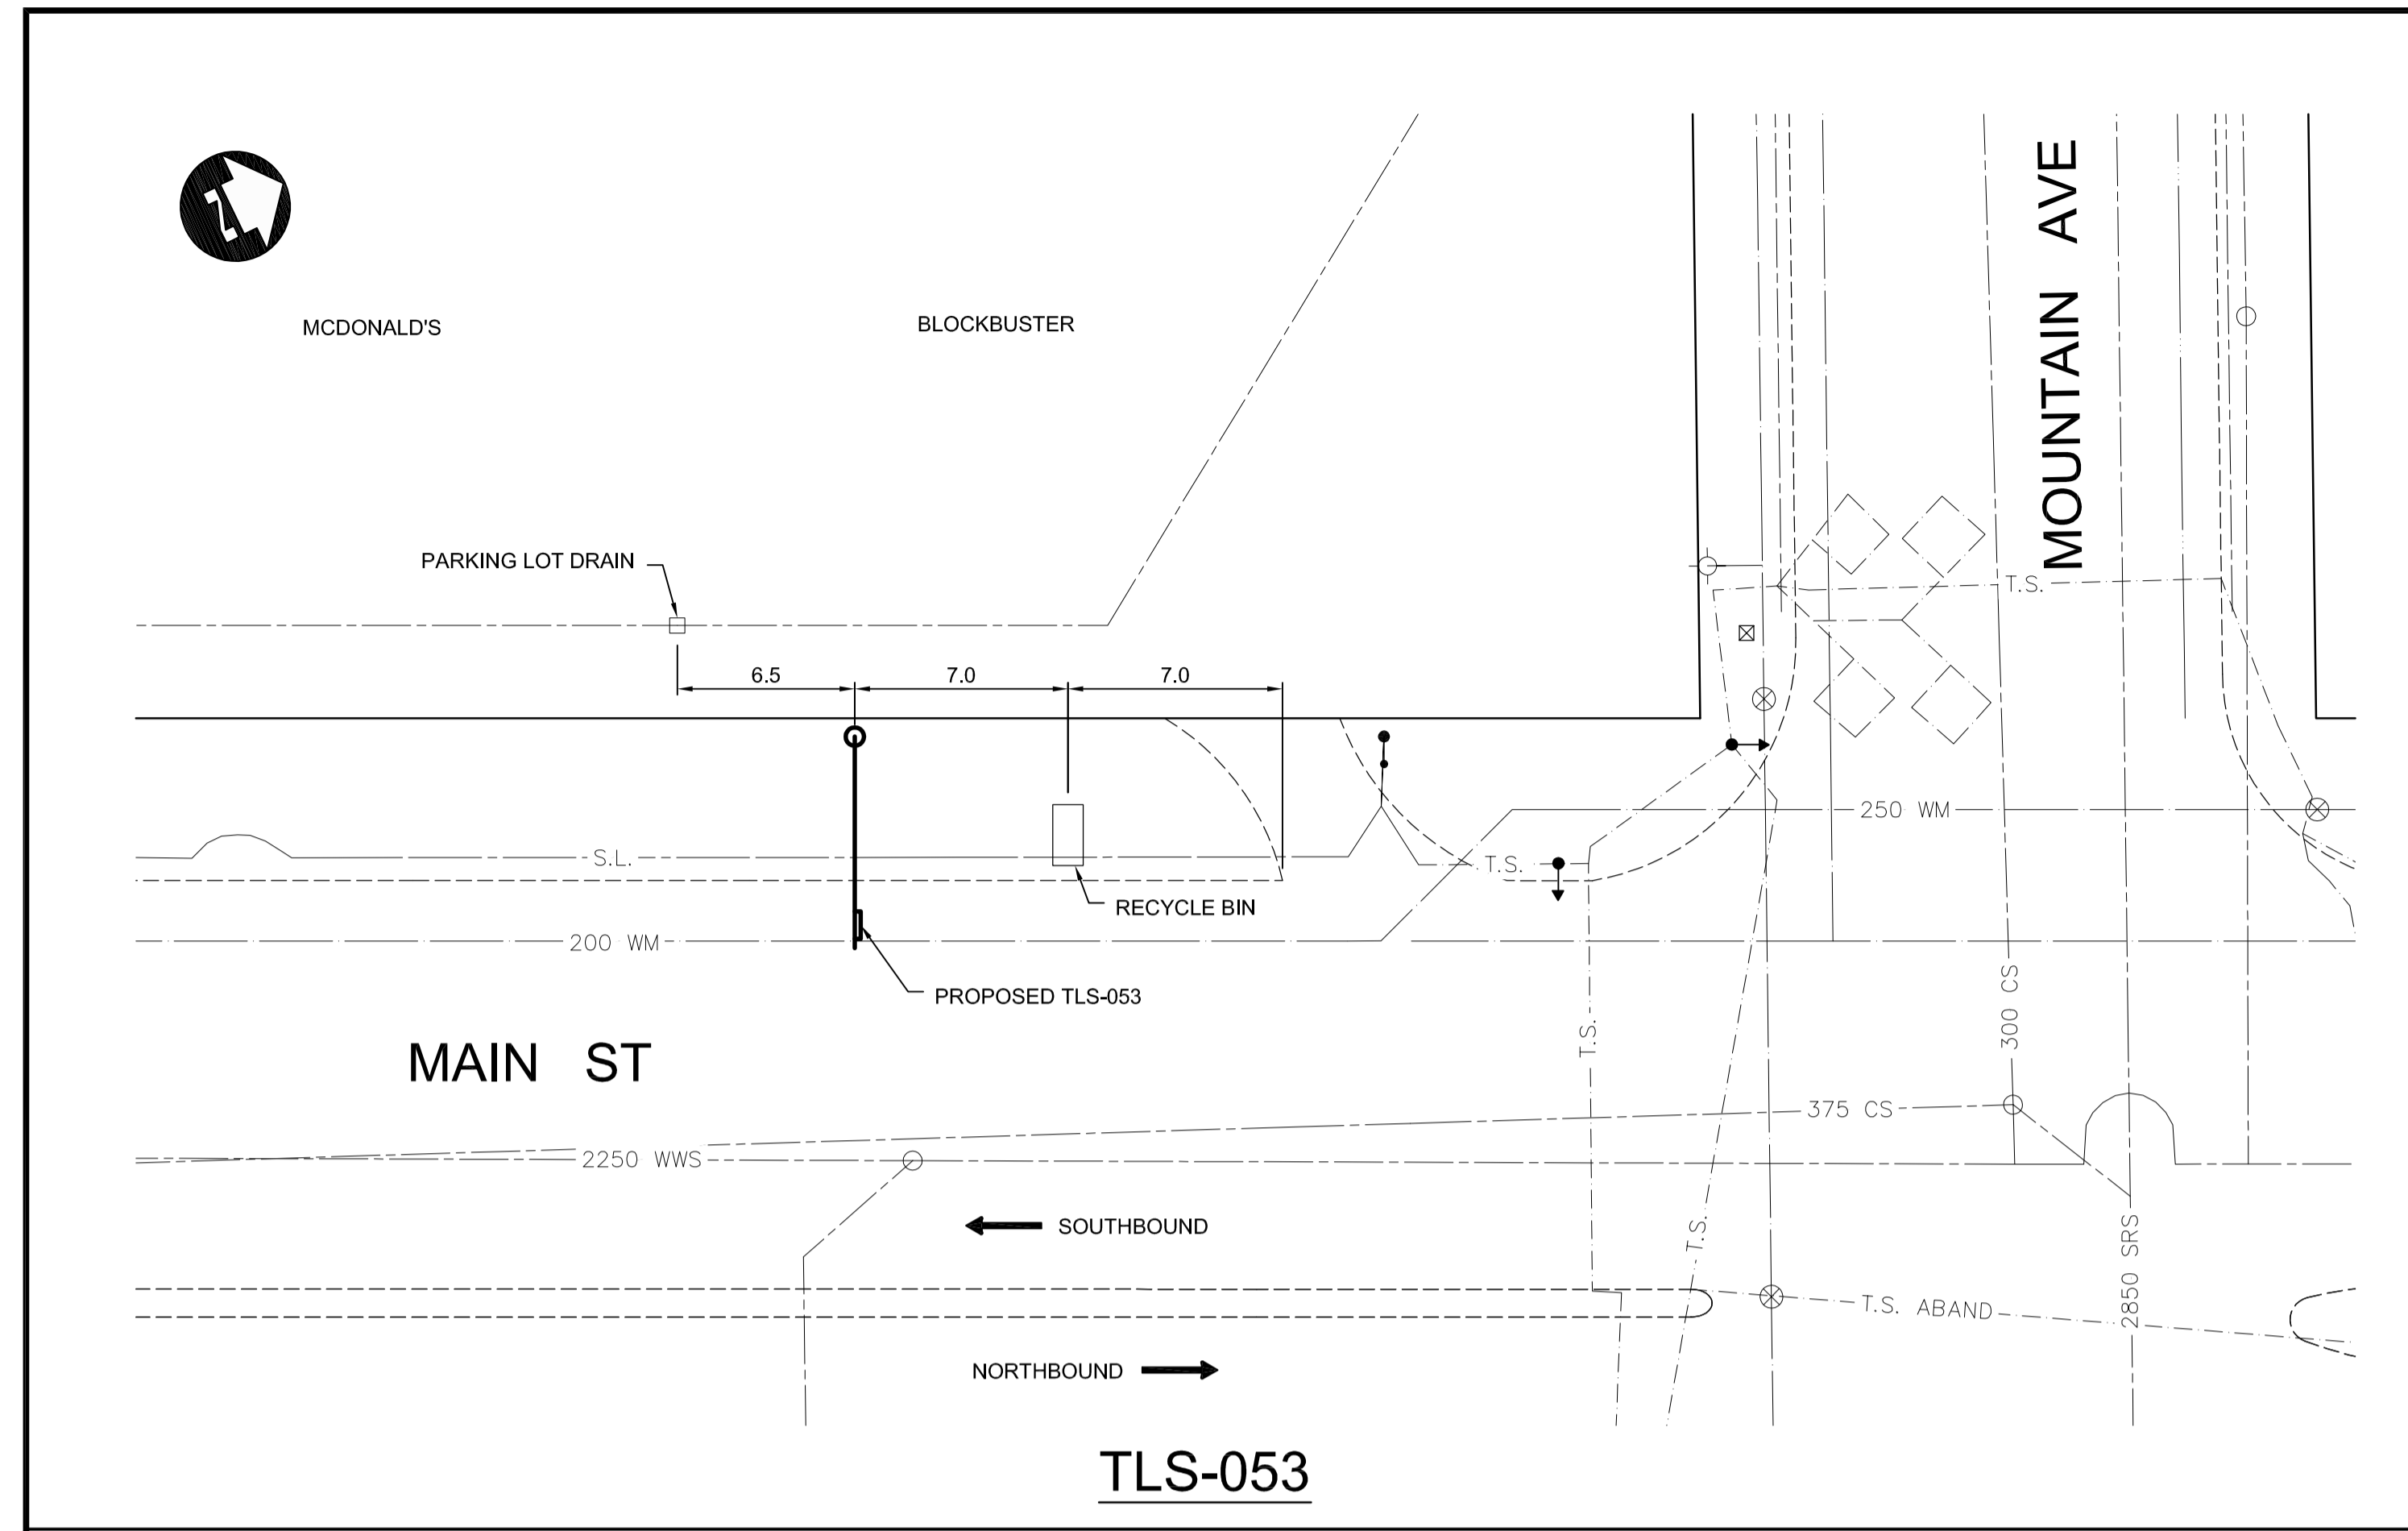 MOUNTAIN AVE
MCDONALD'S
BLOCKBUSTER
PARKING LOT DRAIN
T.S.
6.5
7.0
7.0
250 WM
S.L.
T.S.
RECYCLE BIN
200 WM
PROPOSED TLS-053
300 CS
T.S.
MAIN ST
375 CS
2250 WWS
SOUTHBOUND
T.S.
2850 SRS
T.S. ABAND
NORTHBOUND
TLS-053